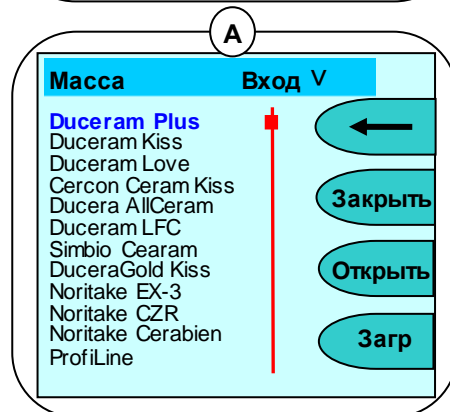 A
Масса Вход V
Duceram Plus
Duceram Kiss
Duceram Love
Cercon Ceram Kiss
Ducera AllCeram
Duceram LFC
Simbio Cearam
DuceraGold Kiss
Noritake EX-3
Noritake CZR
Noritake Cerabien
ProfiLine
Закрыть
Открыть
Загр